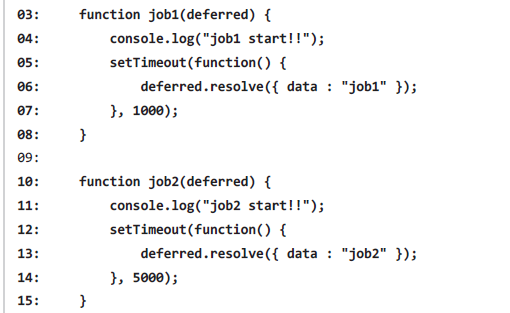 03:     function job1(deferred) {
04:         console.log("job1 start!!");
05:         setTimeout(function() {
06:             deferred.resolve({ data : "job1" });
07:         }, 1000);
08:     }
09:
10:     function job2(deferred) {
11:         console.log("job2 start!!");
12:         setTimeout(function() {
13:             deferred.resolve({ data : "job2" });
14:         }, 5000);
15:     }